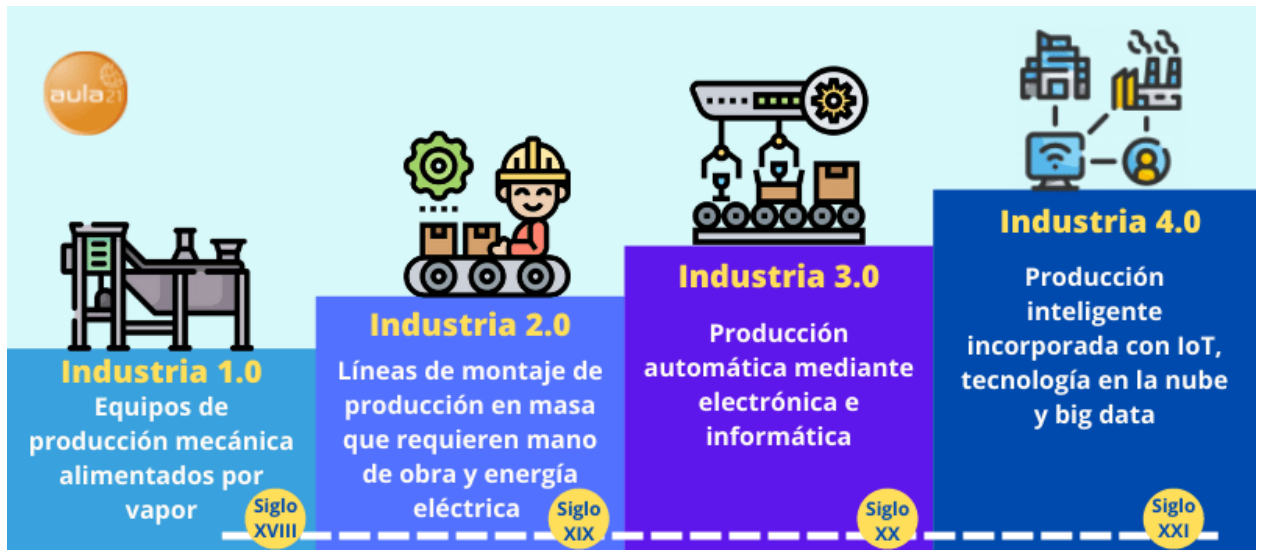 aula21
Industria 1.0
Equipos de
producción mecánica
alimentados por
vapor
Siglo
XVIII
Industria 2.0
Líneas de montaje de
producción en masa
que requieren mano
de obra y energía
eléctrica
Siglo
XIX
Industria 3.0
Producción
automática mediante
electrónica e
informática
Siglo
XX
Industria 4.0
Producción
inteligente
incorporada con IoT,
tecnología en la nube
y big data
Siglo
XXI